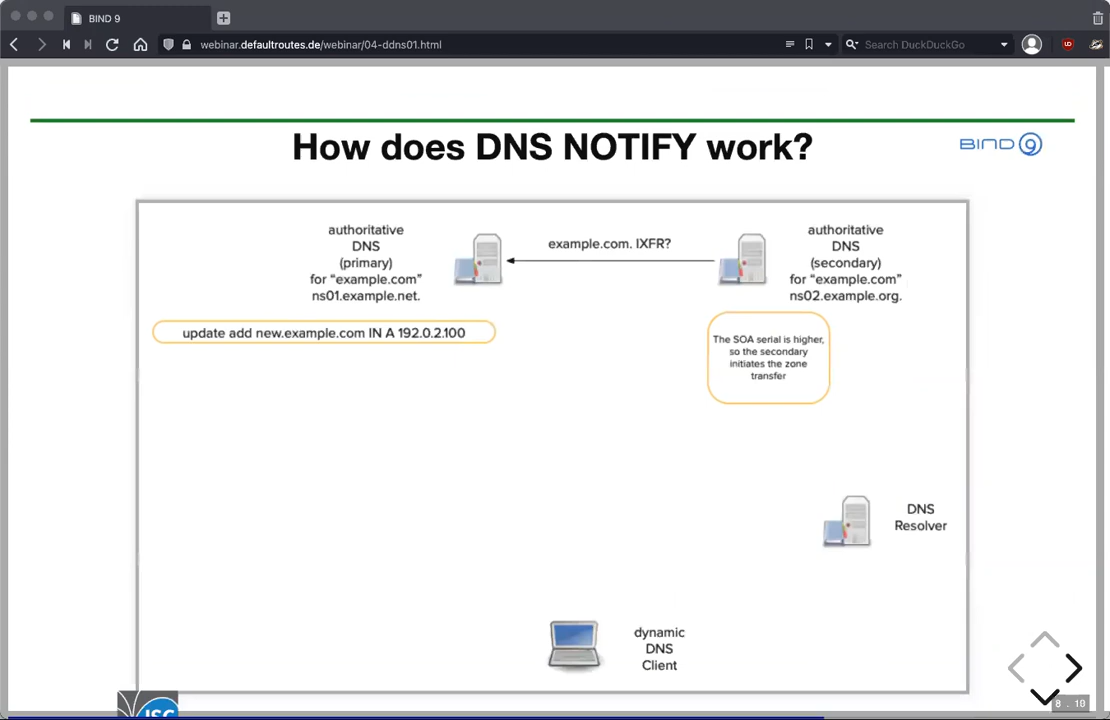 BIND 9
webinar.defaultroutes.de/webinar/04-ddns01.html
Search DuckDuckGo
How does DNS NOTIFY work?
BIND 9
authoritative
DNS
(primary)
for “example.com”
ns01.example.net.
example.com. IXFR?
authoritative
DNS
(secondary)
for “example.com”
ns02.example.org.
update add new.example.com IN A 192.0.2.100
The SOA serial is higher,
so the secondary
initiates the zone
transfer
DNS
Resolver
dynamic
DNS
Client
ISC
8 . 10